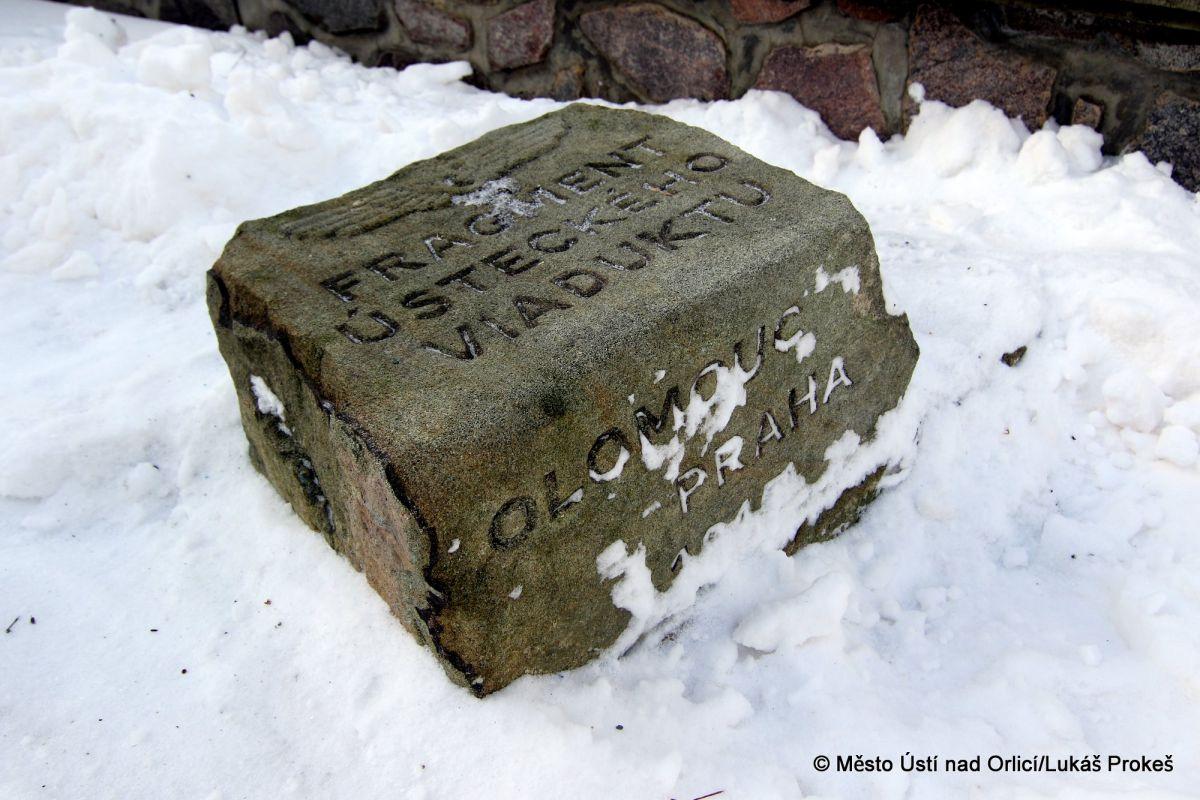 FRAGMENT
ÚSTECKÉHO
VIADUKTU
OLOMOUC
- PRAHA
© Město Ústí nad Orlicí/Lukáš Prokeš